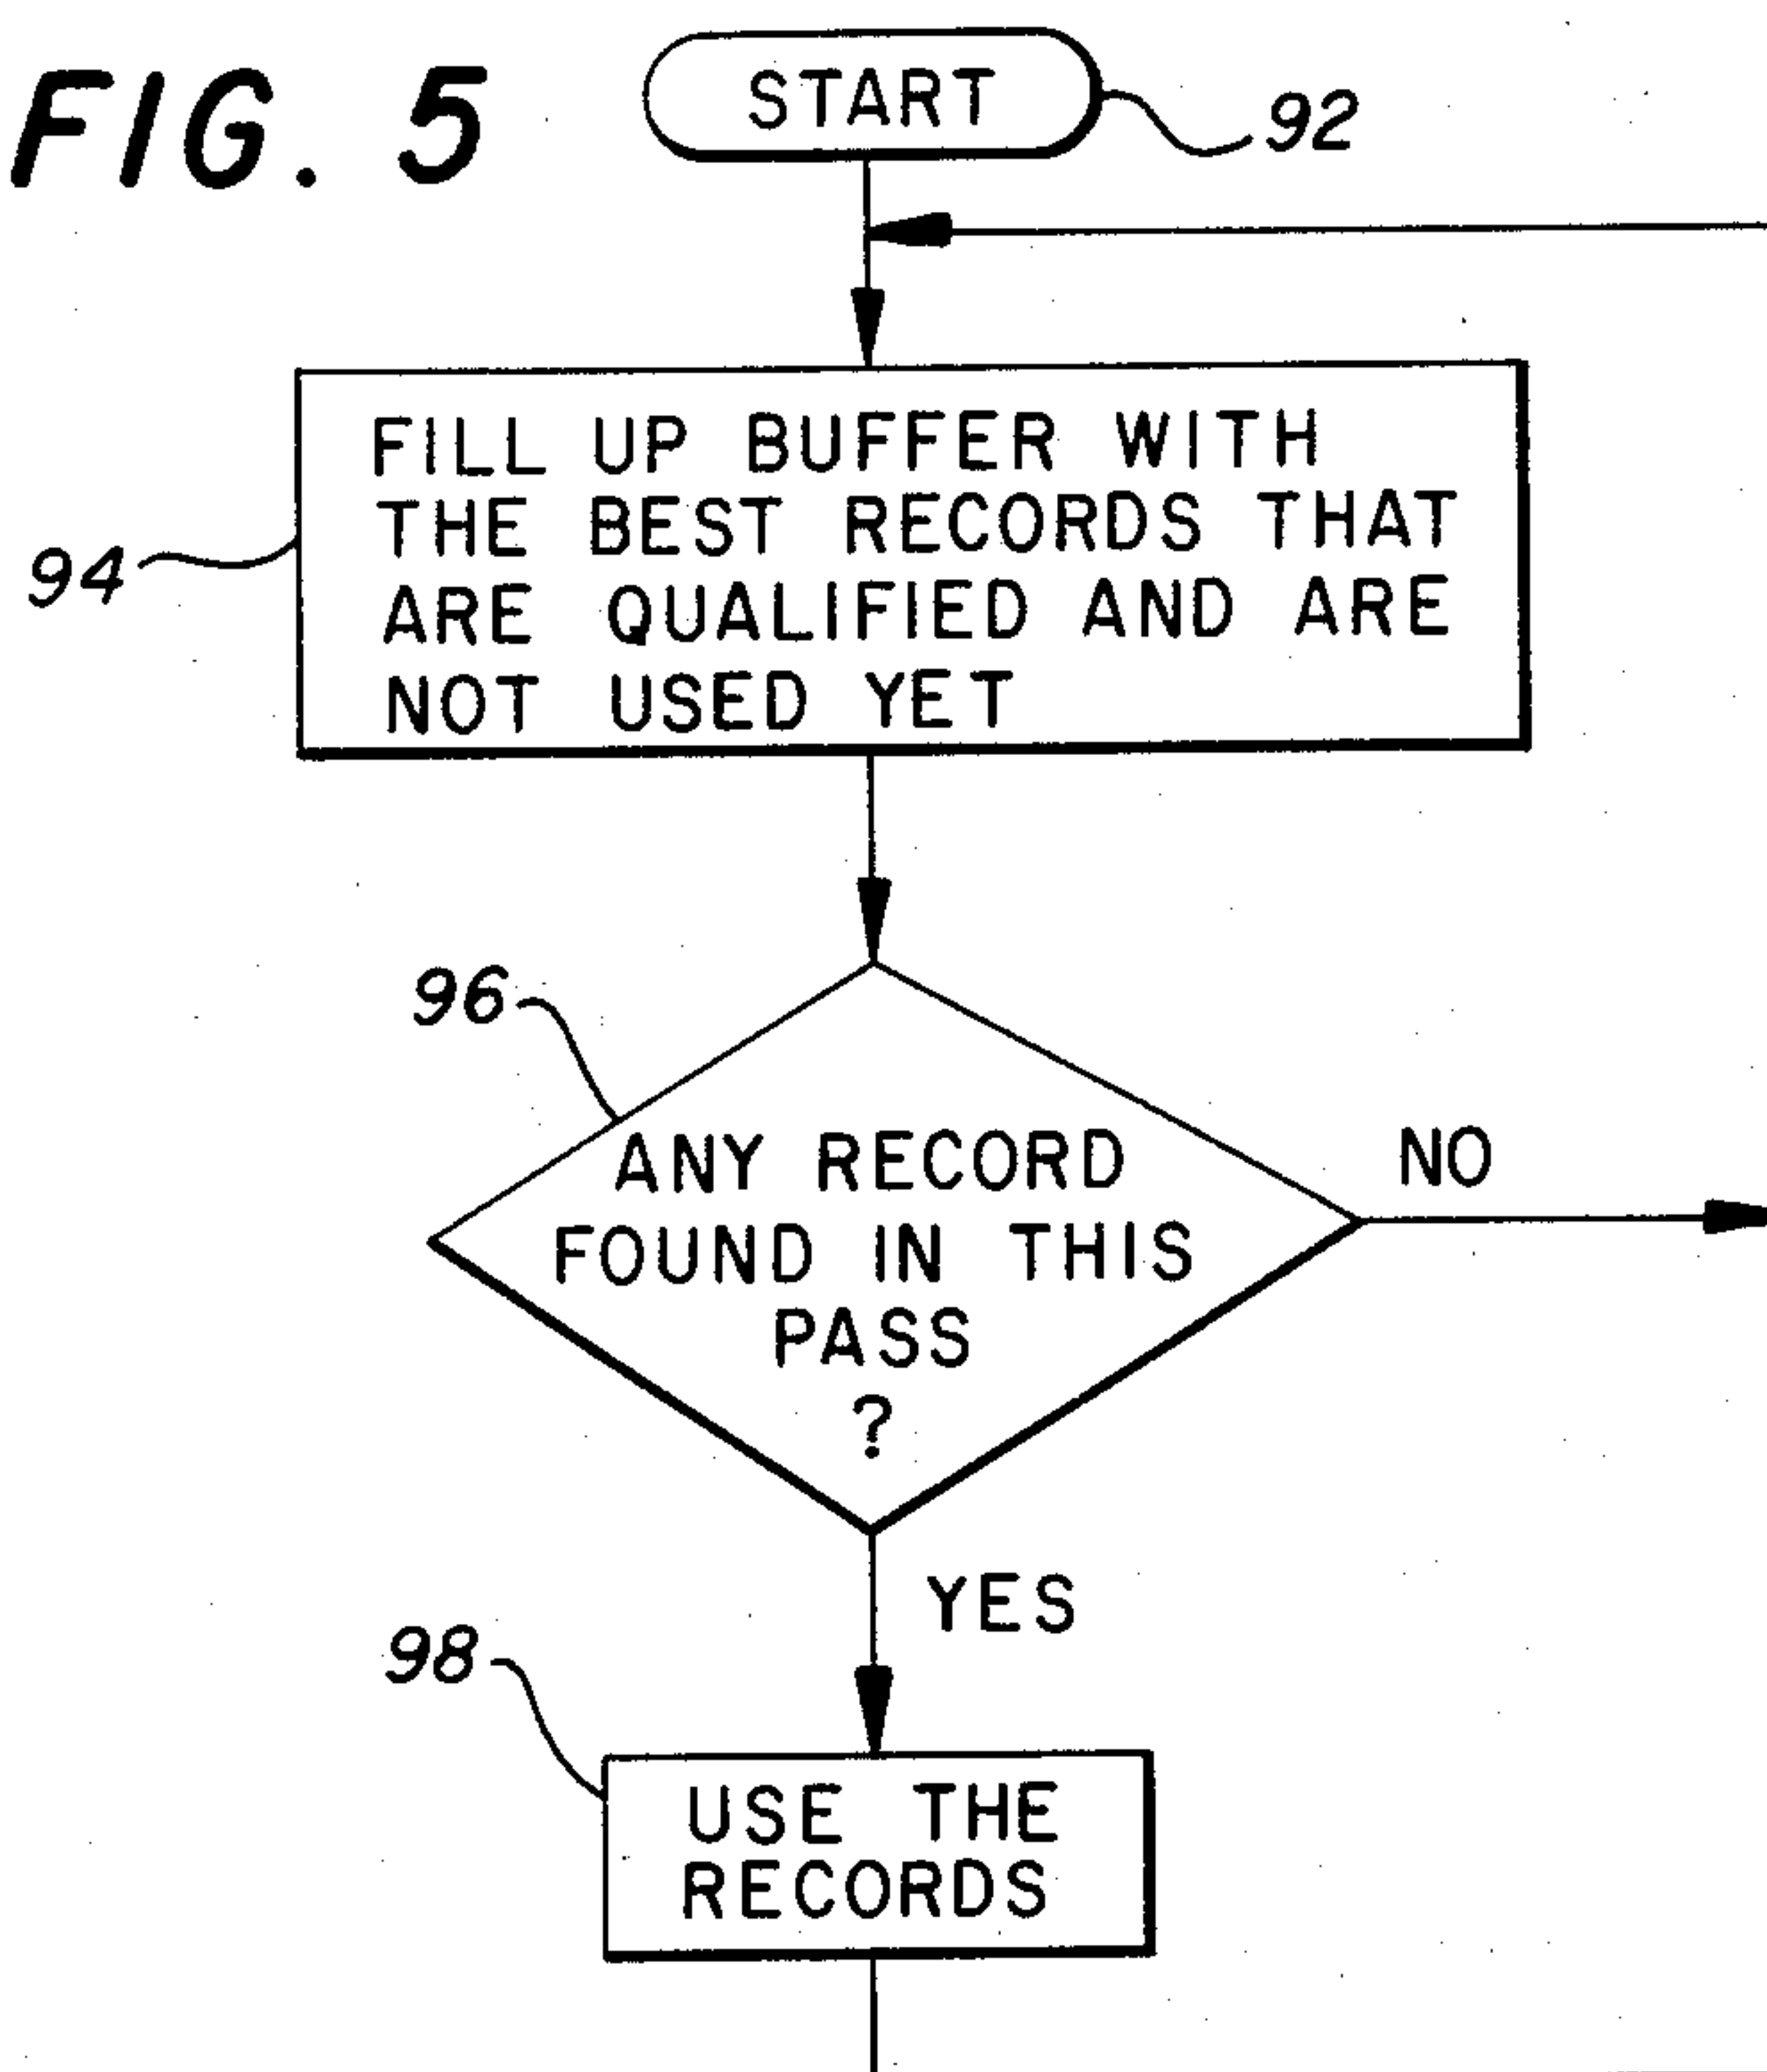 FIG. 5
START
92
FILL UP BUFFER WITH
THE BEST RECORDS THAT
ARE QUALIFIED AND ARE
NOT USED YET
94
96
ANY RECORD
FOUND IN THIS
PASS
?
NO
YES
98
USE THE
RECORDS